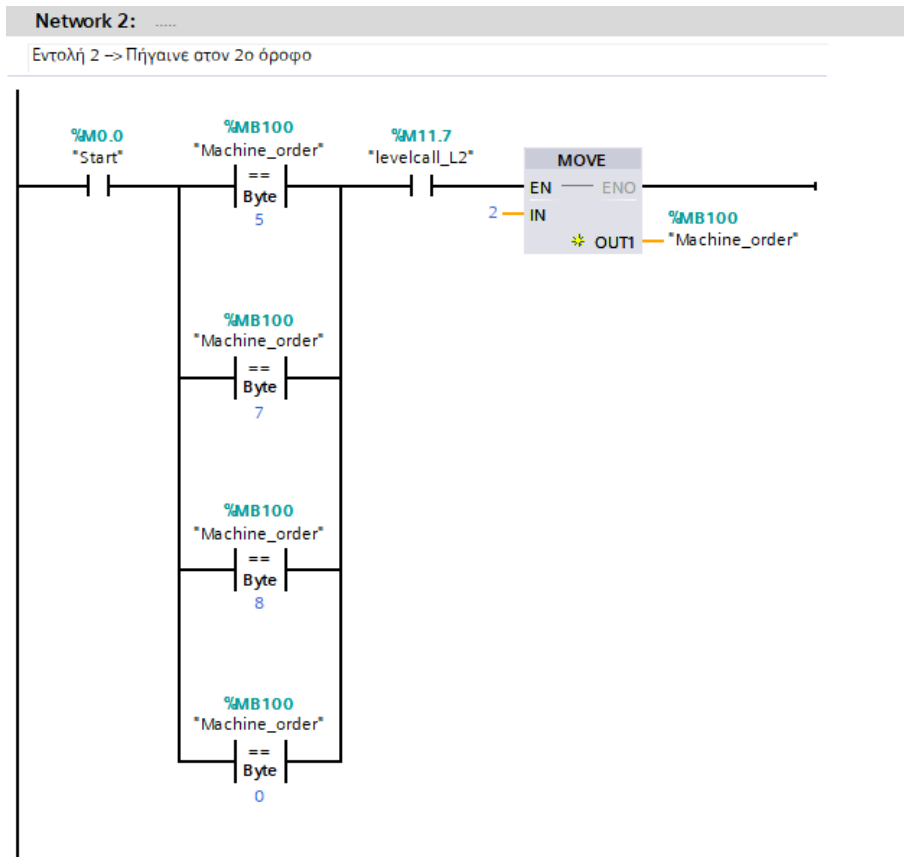 Network 2: .....
Εντολή 2 --> Πήγαινε στον 2ο όροφο
%M0.0
"Start"
%MB100
"Machine_order"
==
Byte
5
%M11.7
"levelcall_L2"
MOVE
EN ENO
2 IN
OUT1
%MB100
"Machine_order"
%MB100
"Machine_order"
==
Byte
7
%MB100
"Machine_order"
==
Byte
8
%MB100
"Machine_order"
==
Byte
0